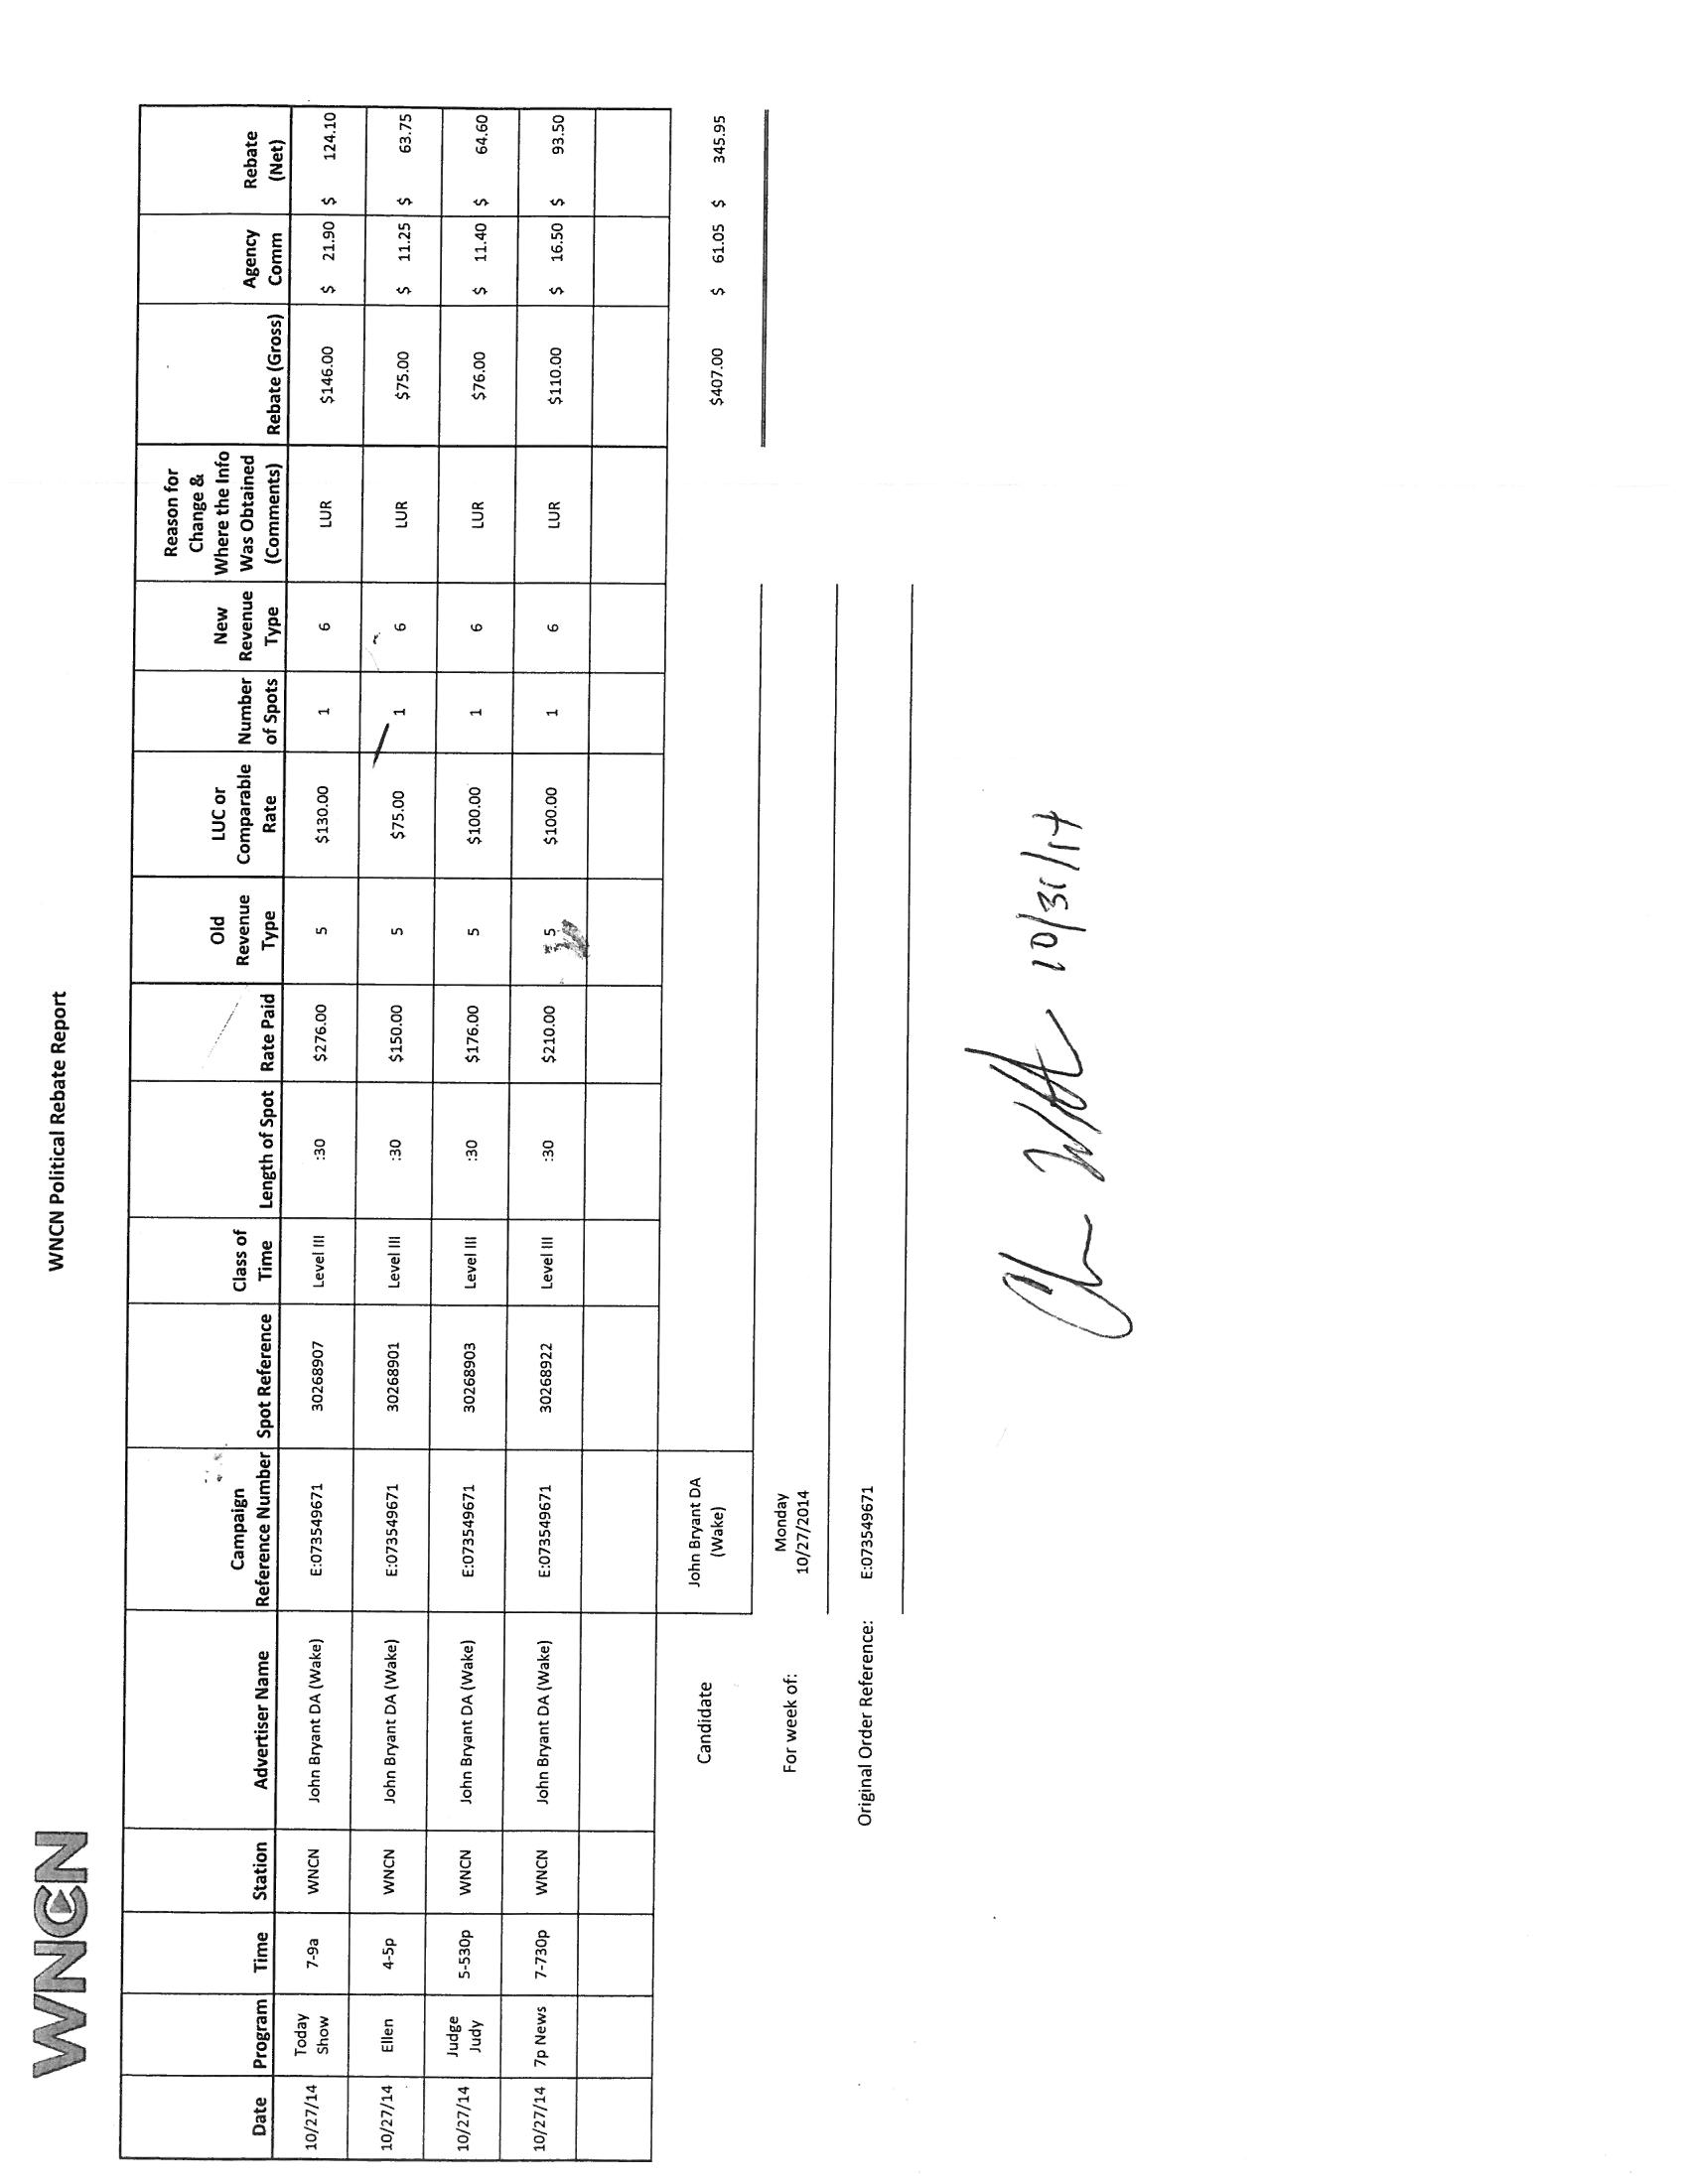 WNCN
WNCN Political Rebate Report
Date Program Time Station Advertiser Name Campaign Reference Number Spot Reference Class of Time Length of Spot Rate Paid Old Revenue Type LUC or Comparable Rate Number of Spots New Revenue Type Reason for Change & Where the Info Was Obtained (Comments) Rebate (Gross) Agency Comm Rebate (Net)
10/27/14 Today Show 7-9a WNCN John Bryant DA (Wake) E:073549671 30268907 Level III :30 $276.00 5 $130.00 1 6 LUR $146.00 $ 21.90 $ 124.10
10/27/14 Ellen 4-5p WNCN John Bryant DA (Wake) E:073549671 30268901 Level III :30 $150.00 5 $75.00 1 6 LUR $75.00 $ 11.25 $ 63.75
10/27/14 Judge Judy 5-530p WNCN John Bryant DA (Wake) E:073549671 30268903 Level III :30 $176.00 5 $100.00 1 6 LUR $76.00 $ 11.40 $ 64.60
10/27/14 7p News 7-730p WNCN John Bryant DA (Wake) E:073549671 30268922 Level III :30 $210.00 5 $100.00 1 6 LUR $110.00 $ 16.50 $ 93.50
Candidate John Bryant DA (Wake) $407.00 $ 61.05 $ 345.95
For week of: Monday 10/27/2014
Original Order Reference: E:073549671
10/31/14